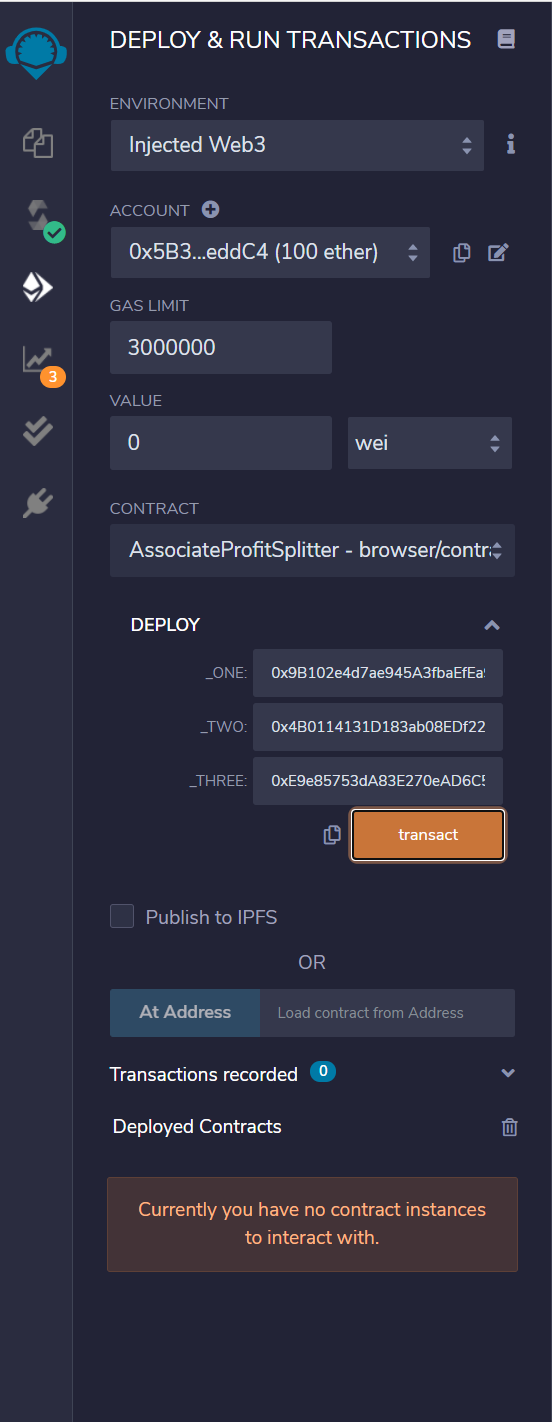 DEPLOY & RUN TRANSACTIONS
ENVIRONMENT
Injected Web3
ACCOUNT
0x5B3...eddC4 (100 ether)
GAS LIMIT
3000000
3
VALUE
0 wei
CONTRACT
AssociateProfitSplitter - browser/contra
DEPLOY
_ONE: 0x9B102e4d7ae945A3fbaEfEa9
_TWO: 0x4B0114131D183ab08EDf22
_THREE: 0xE9e85753dA83E270eAD6C5
transact
Publish to IPFS
OR
At Address Load contract from Address
Transactions recorded 0
Deployed Contracts
Currently you have no contract instances
to interact with.